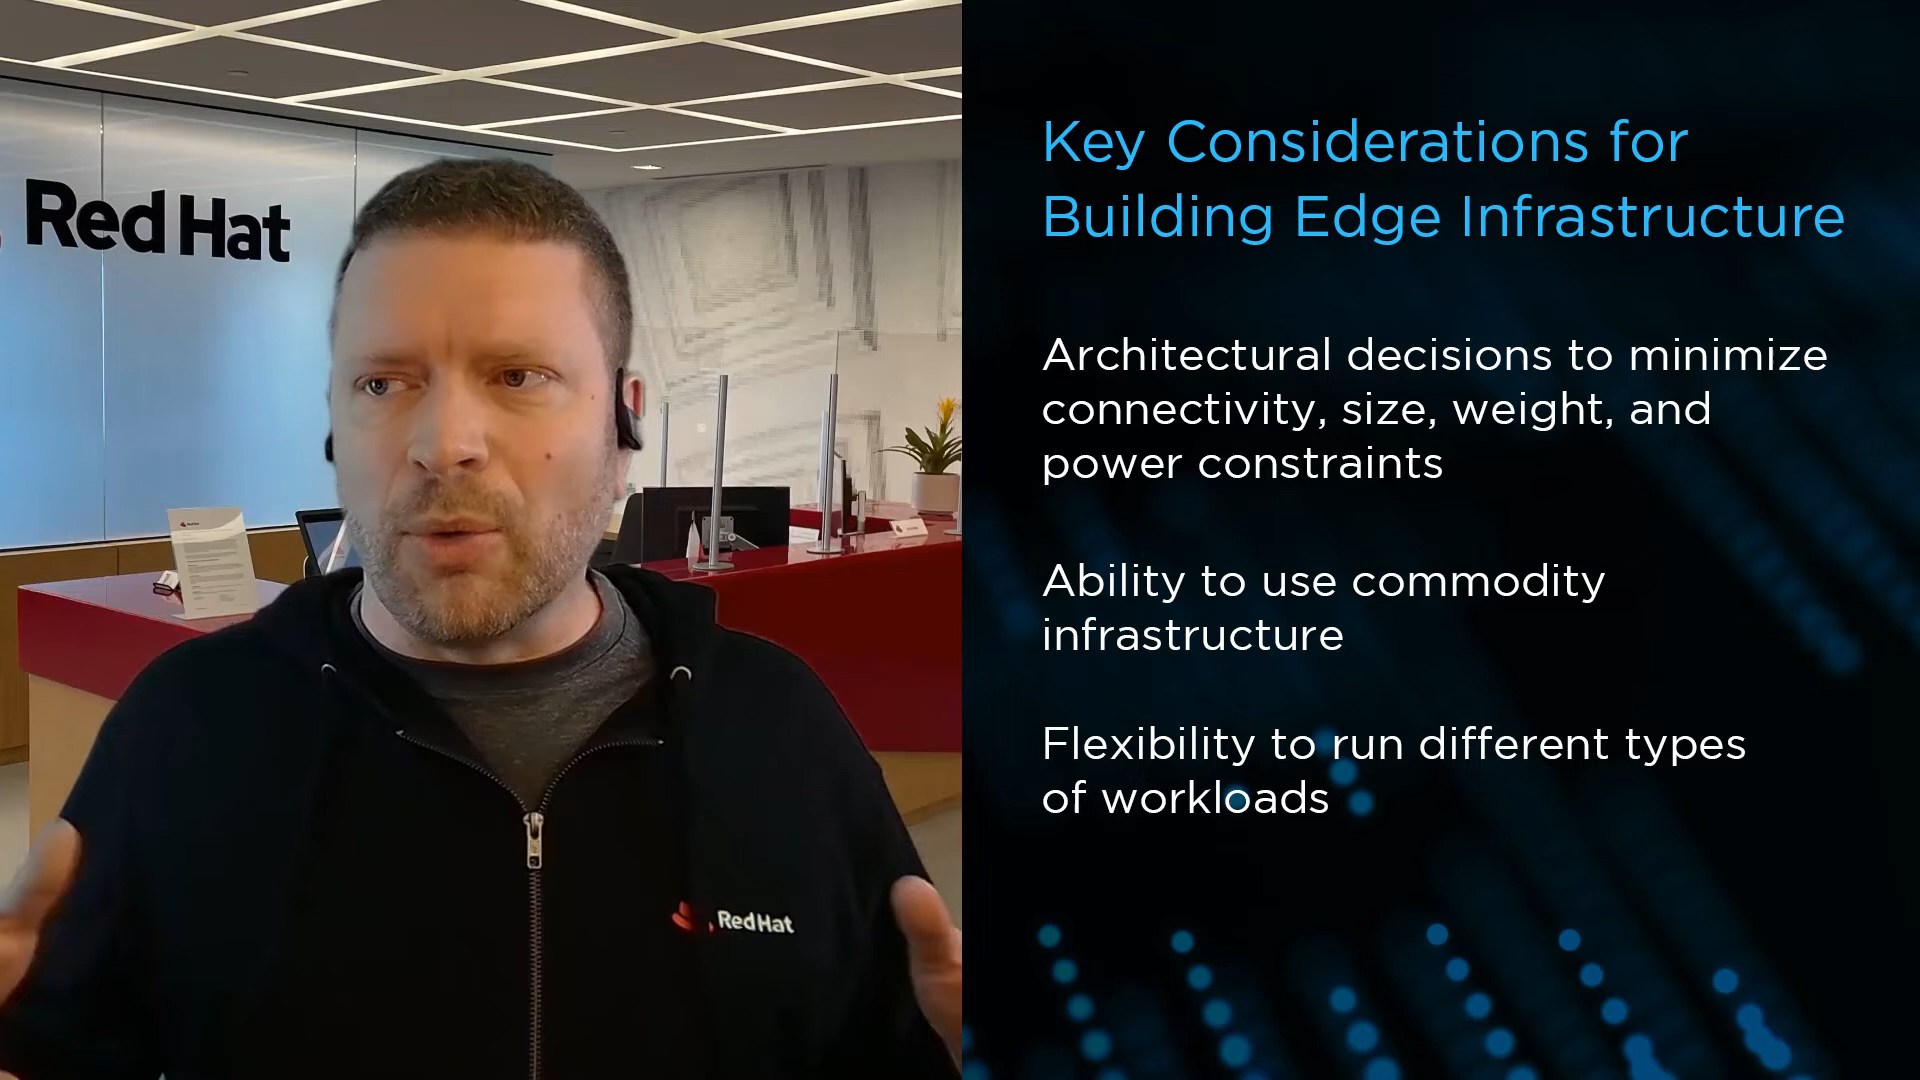 Red Hat
Key Considerations for
Building Edge Infrastructure
Architectural decisions to minimize
connectivity, size, weight, and
power constraints
Ability to use commodity
infrastructure
Flexibility to run different types
of workloads
Red Hat